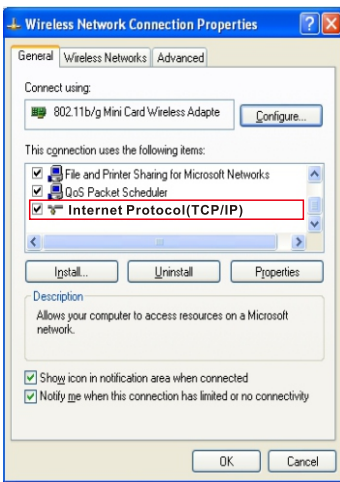 Wireless Network Connection Properties
General Wireless Networks Advanced
Connect using:
802.11b/g Mini Card Wireless Adapte
Configure...
This connection uses the following items:
File and Printer Sharing for Microsoft Networks
QoS Packet Scheduler
Internet Protocol(TCP/IP)
Install... Uninstall Properties
Description
Allows your computer to access resources on a Microsoft
network.
Show icon in notification area when connected
Notify me when this connection has limited or no connectivity
OK Cancel